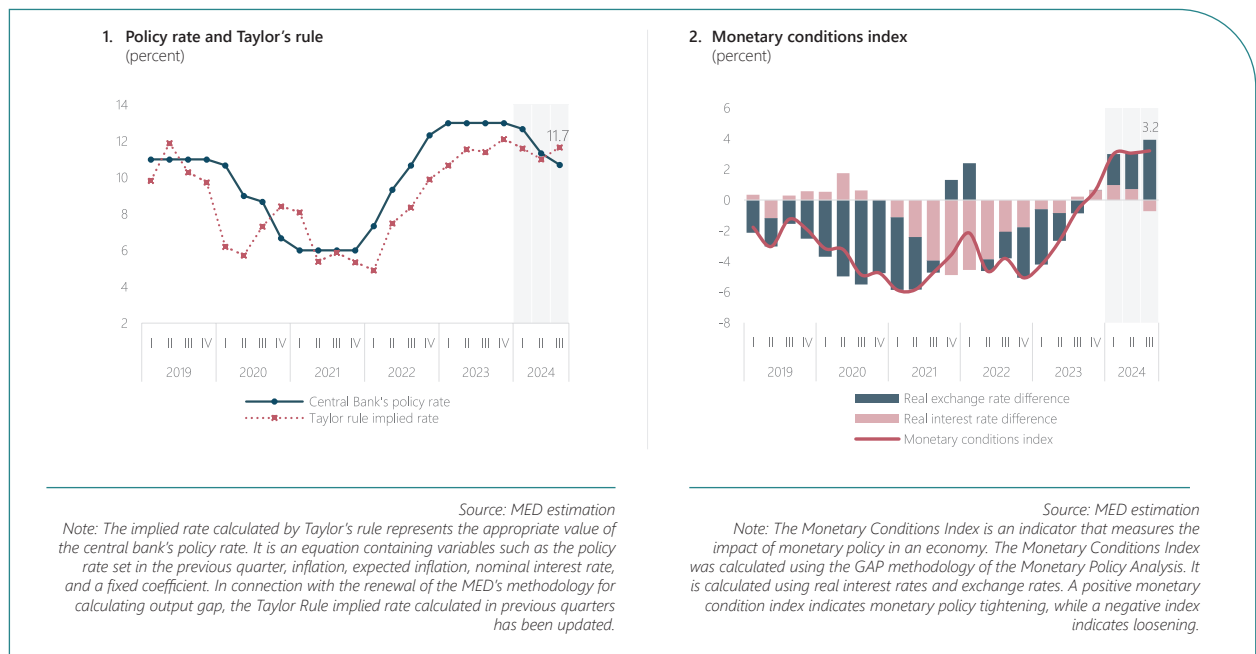 1. Policy rate and Taylor's rule
(percent)
14
12
10
8
6
4
2
11.7
I II III IV I II III IV I II III IV I II III IV I II III IV I II III
2019 2020 2021 2022 2023 2024
Central Bank's policy rate
Taylor rule implied rate
Source: MED estimation
Note: The implied rate calculated by Taylor's rule represents the appropriate value of
the central bank's policy rate. It is an equation containing variables such as the policy
rate set in the previous quarter, inflation, expected inflation, nominal interest rate,
and a fixed coefficient. In connection with the renewal of the MED's methodology for
calculating output gap, the Taylor Rule implied rate calculated in previous quarters
has been updated.
2. Monetary conditions index
(percent)
6
4
2
0
-2
-4
-6
-8
3.2
I II III IV I II III IV I II III IV I II III IV I II III IV I II III
2019 2020 2021 2022 2023 2024
Real exchange rate difference
Real interest rate difference
Monetary conditions index
Source: MED estimation
Note: The Monetary Conditions Index is an indicator that measures the
impact of monetary policy in an economy. The Monetary Conditions Index
was calculated using the GAP methodology of the Monetary Policy Analysis. It
is calculated using real interest rates and exchange rates. A positive monetary
condition index indicates monetary policy tightening, while a negative index
indicates loosening.